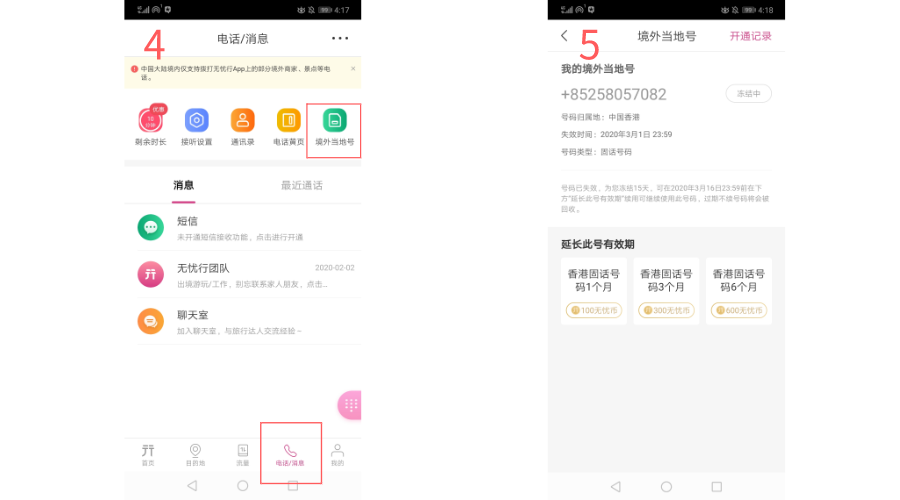 4:17
4
电话/消息
中国大陆境内仅支持拨打无忧行App上的部分境外商家、景点等电
话。
优惠
10
剩余时长
接听设置
通讯录
电话黄页
境外当地号
消息
最近通话
短信
未开通短信接收功能，点击进行开通
无忧行团队
2020-02-02
出境游玩/工作，别忘联系家人朋友，点击...
聊天室
加入聊天室，与旅行达人交流经验~
首页
目的地
流量
电话/消息
我的
4:18
5
境外当地号
开通记录
我的境外当地号
+85258057082
冻结中
号码归属地：中国香港
失效时间：2020年3月1日 23:59
号码类型：固话号码
号码已失效，为您冻结15天，可在2020年3月16日23:59前在下
方"延长此号有效期"续用可继续使用此号码，过期不续号码将会被
回收。
延长此号有效期
香港固话号
码1个月
100无忧币
香港固话号
码3个月
300无忧币
香港固话号
码6个月
600无忧币